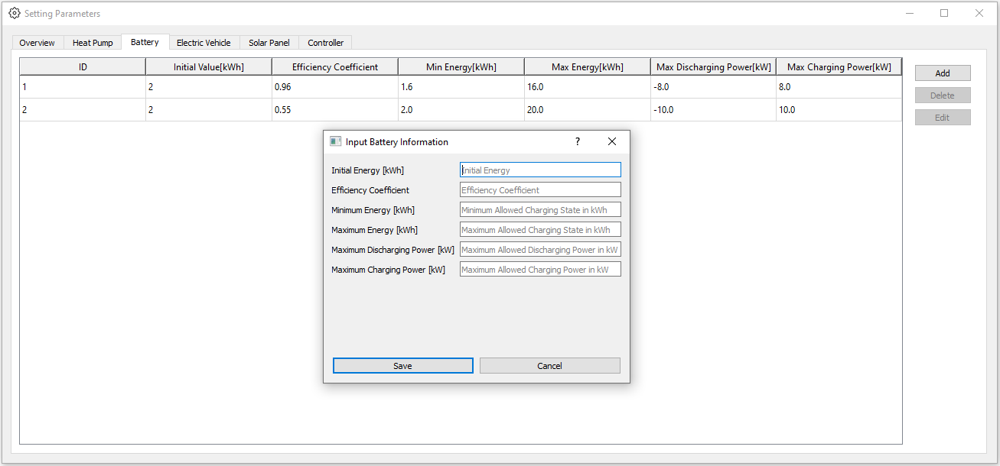 Setting Parameters
Overview Heat Pump Battery Electric Vehicle Solar Panel Controller
ID Initial Value[kWh] Efficiency Coefficient Min Energy[kWh] Max Energy[kWh] Max Discharging Power[kW] Max Charging Power[kW]
1 2 0.96 1.6 16.0 -8.0 8.0
2 2 0.55 2.0 20.0 -10.0 10.0
Add
Delete
Edit
Input Battery Information ?
Initial Energy [kWh] Initial Energy
Efficiency Coefficient Efficiency Coefficient
Minimum Energy [kWh] Minimum Allowed Charging State in kWh
Maximum Energy [kWh] Maximum Allowed Charging State in kWh
Maximum Discharging Power [kW] Maximum Allowed Discharging Power in kW
Maximum Charging Power [kW] Maximum Allowed Charging Power in kW
Save Cancel